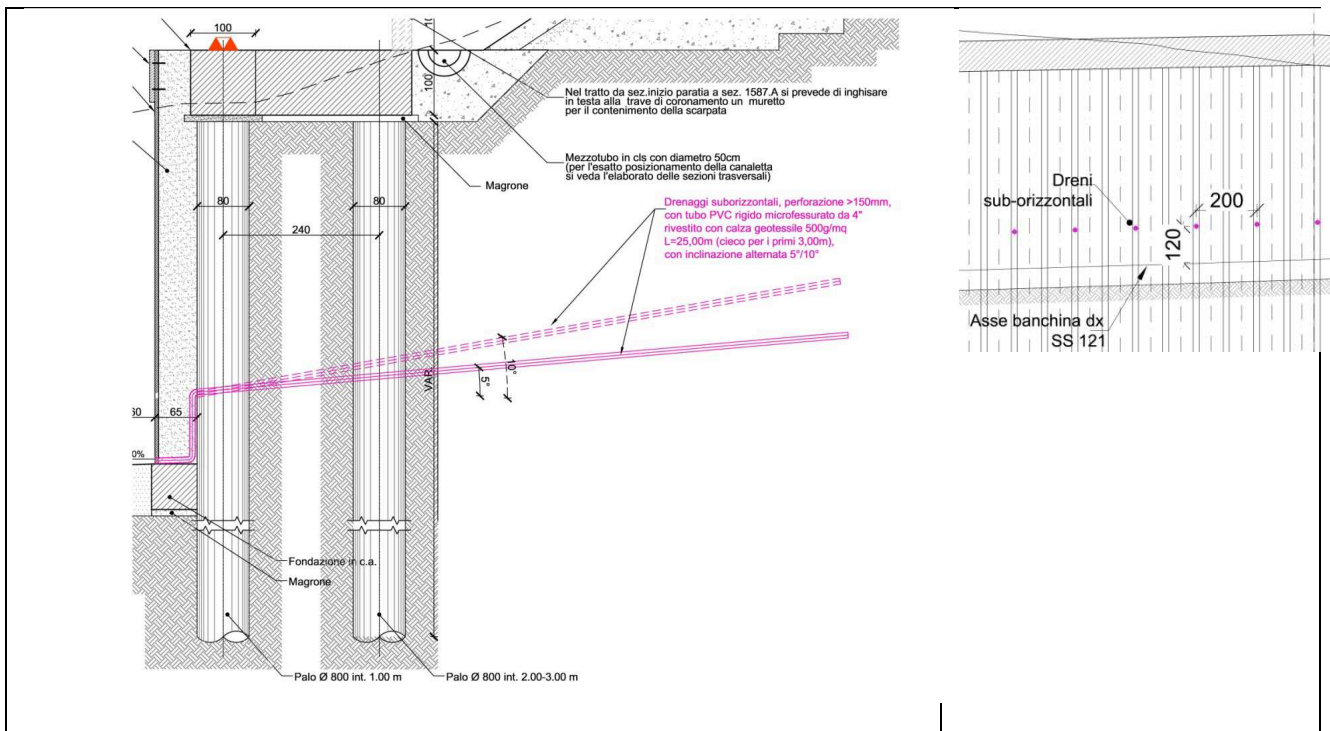 100
10
100
Nel tratto da sez.inizio paratia a sez. 1587.A si prevede di inghisare
in testa alla trave di coronamento un muretto
per il contenimento della scarpata
Mezzotubo in cls con diametro 50cm
(per l'esatto posizionamento della canaletta
si veda l'elaborato delle sezioni trasversali)
Magrone
80
80
240
Drenaggi suborizzontali, perforazione >150mm,
con tubo PVC rigido microfessurato da 4"
rivestito con calza geotessile 500g/mq
L=25,00m (cieco per i primi 3,00m),
con inclinazione alternata 5°/10°
10°
5°
VAR.
60
65
0%
Fondazione in c.a.
Magrone
Palo Ø 800 int. 1.00 m
Palo Ø 800 int. 2.00-3.00 m
Dreni
sub-orizzontali
200
120
Asse banchina dx
SS 121